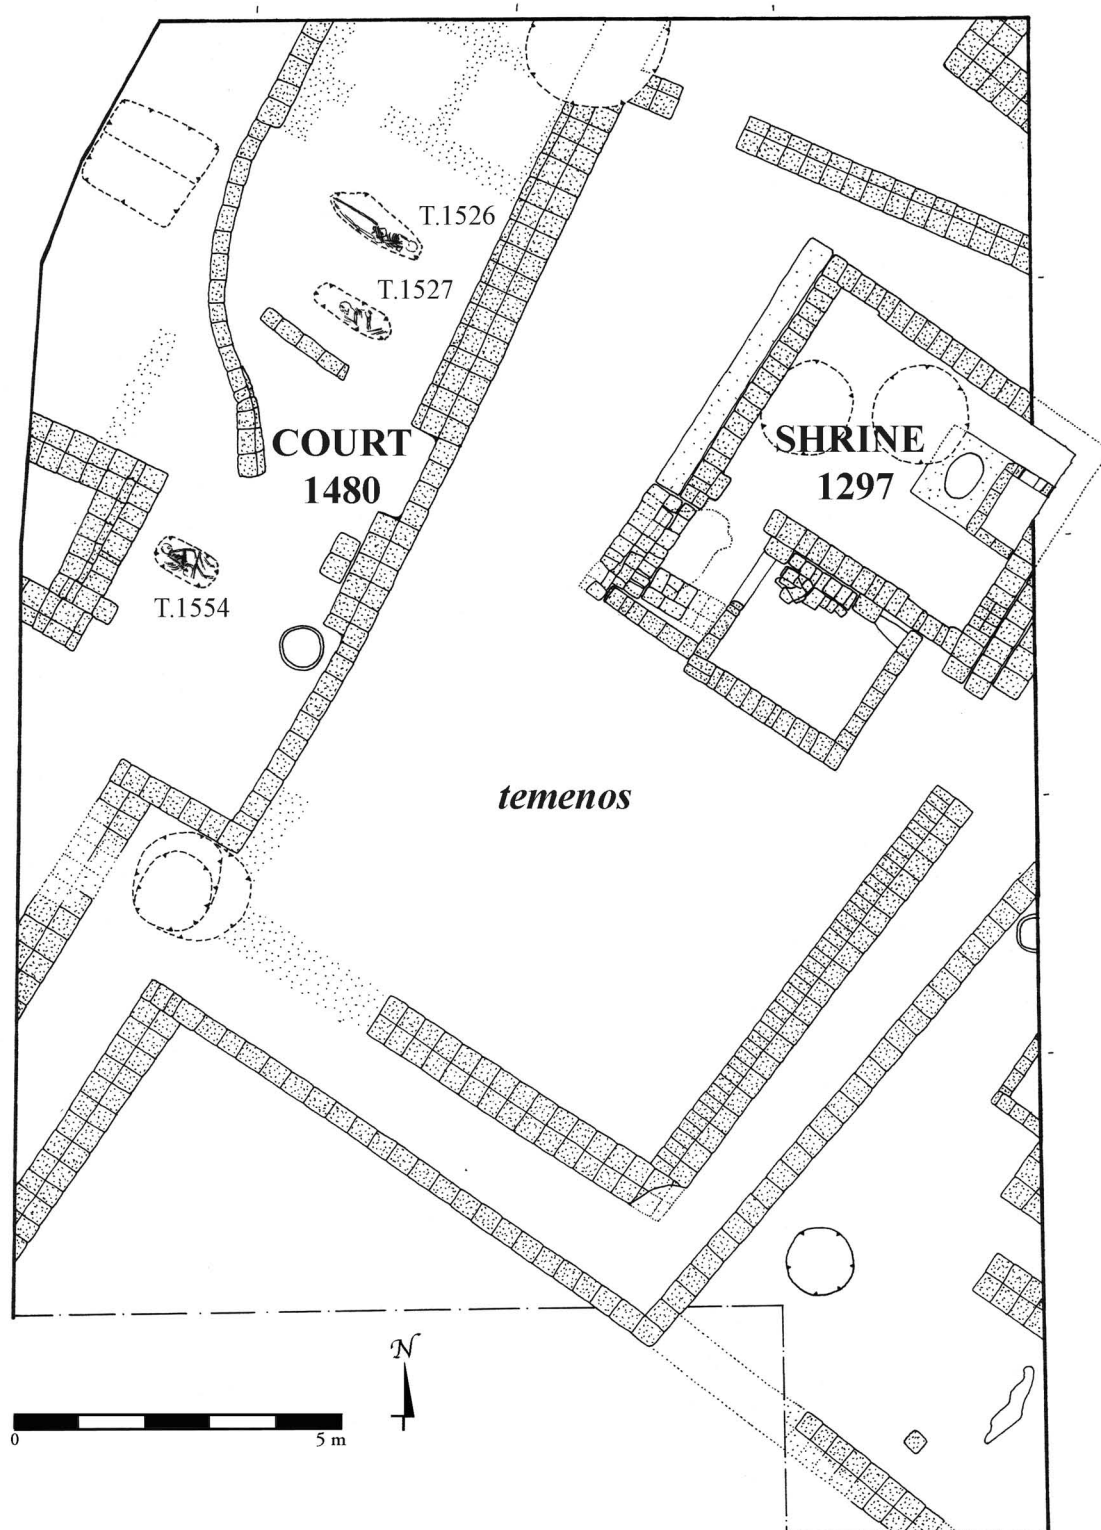 T.1526
T.1527
COURT
1480
SHRINE
1297
T.1554
temenos
N
0
5 m